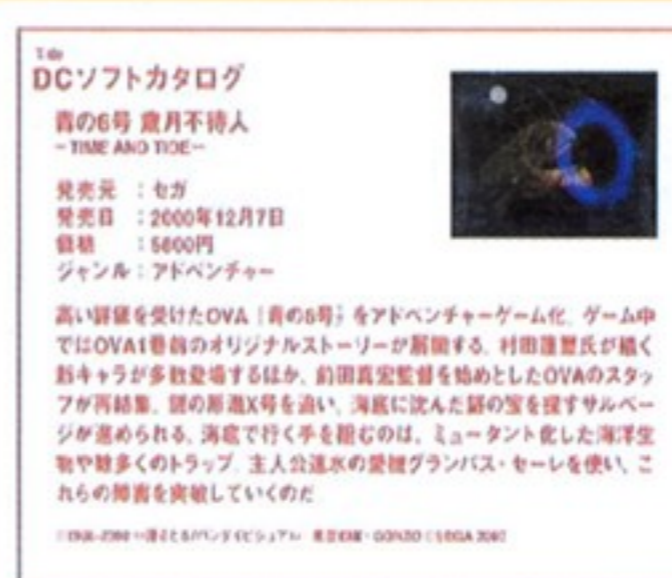 Title
DCソフトカタログ
青の6号 歳月不待人
-TIME AND TIDE-
発売元 :セガ
発売日 :2000年12月7日
価格 :5800円
ジャンル:アドベンチャー
高い評価を受けたOVA「青の6号」をアドベンチャーゲーム化。ゲーム中
ではOVA1巻前のオリジナルストーリーが展開する。村田蓮爾氏が描く
新キャラが多数登場するほか、前田真宏監督を始めとしたOVAのスタッ
フが再結集。謎の原潜X号を追い、海底に沈んだ謎の宝を探すサルベー
ジが進められる。海底で行く手を阻むのは、ミュータント化した海洋生
物や数多くのトラップ。主人公速水の愛機グランパス・セーレを使い、こ
れらの障害を突破していくのだ
GONZO ©SEGA